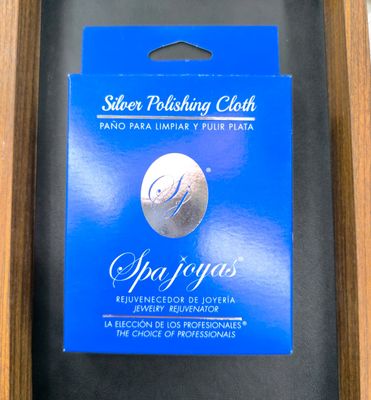 Silver Polishing Cloth
PAÑO PARA LIMPIAR Y PULIR PLATA
Sj®
Spa joyas®
REJUVENECEDOR DE JOYERÍA
JEWELRY REJUVENATOR
LA ELECCIÓN DE LOS PROFESIONALES®
THE CHOICE OF PROFESSIONALS